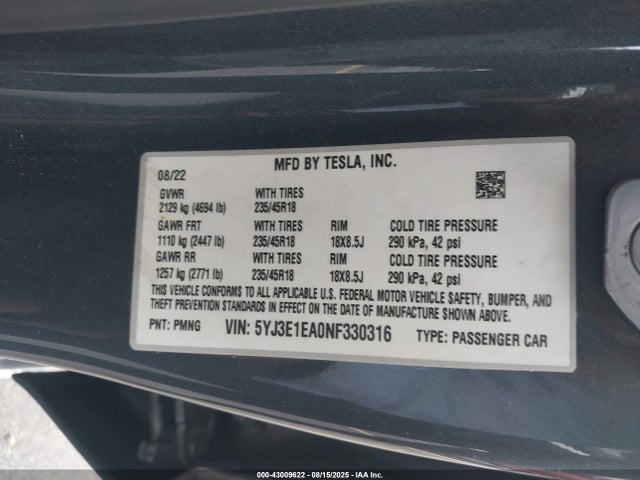 MFD BY TESLA, INC.
08/22
GVWR WITH TIRES
2129 kg (4694 lb) 235/45R18
GAWR FRT WITH TIRES RIM COLD TIRE PRESSURE
1110 kg (2447 lb) 235/45R18 18X8.5J 290 kPa, 42 psi
GAWR RR WITH TIRES RIM COLD TIRE PRESSURE
1257 kg (2771 lb) 235/45R18 18X8.5J 290 kPa, 42 psi
THIS VEHICLE CONFORMS TO ALL APPLICABLE U.S. FEDERAL MOTOR VEHICLE SAFETY, BUMPER, AND
THEFT PREVENTION STANDARDS IN EFFECT ON THE DATE OF MANUFACTURE SHOWN ABOVE.
PNT: PMNG VIN: 5YJ3E1EA0NF330316 TYPE: PASSENGER CAR
000-43009622 - 08/15/2025 - IAA Inc.